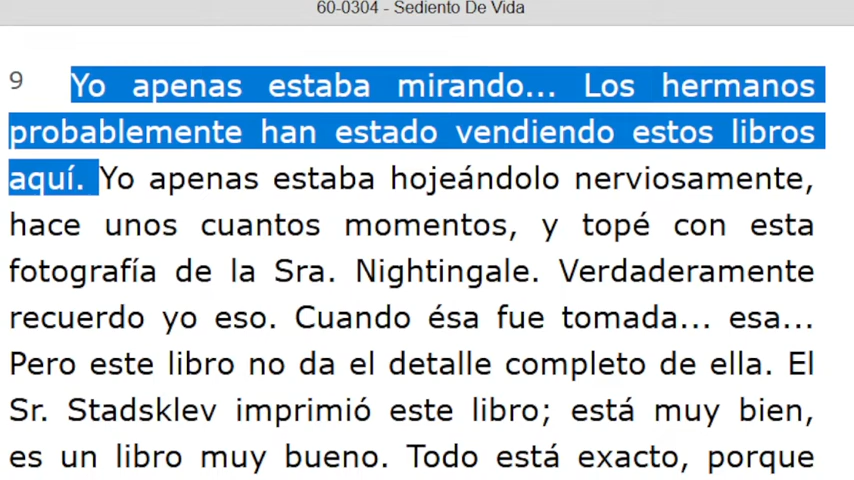 60-0304 - Sediento De Vida
9 Yo apenas estaba mirando... Los hermanos
probablemente han estado vendiendo estos libros
aquí. Yo apenas estaba hojeándolo nerviosamente,
hace unos cuantos momentos, y topé con esta
fotografía de la Sra. Nightingale. Verdaderamente
recuerdo yo eso. Cuando ésa fue tomada... esa...
Pero este libro no da el detalle completo de ella. El
Sr. Stadsklev imprimió este libro; está muy bien,
es un libro muy bueno. Todo está exacto, porque